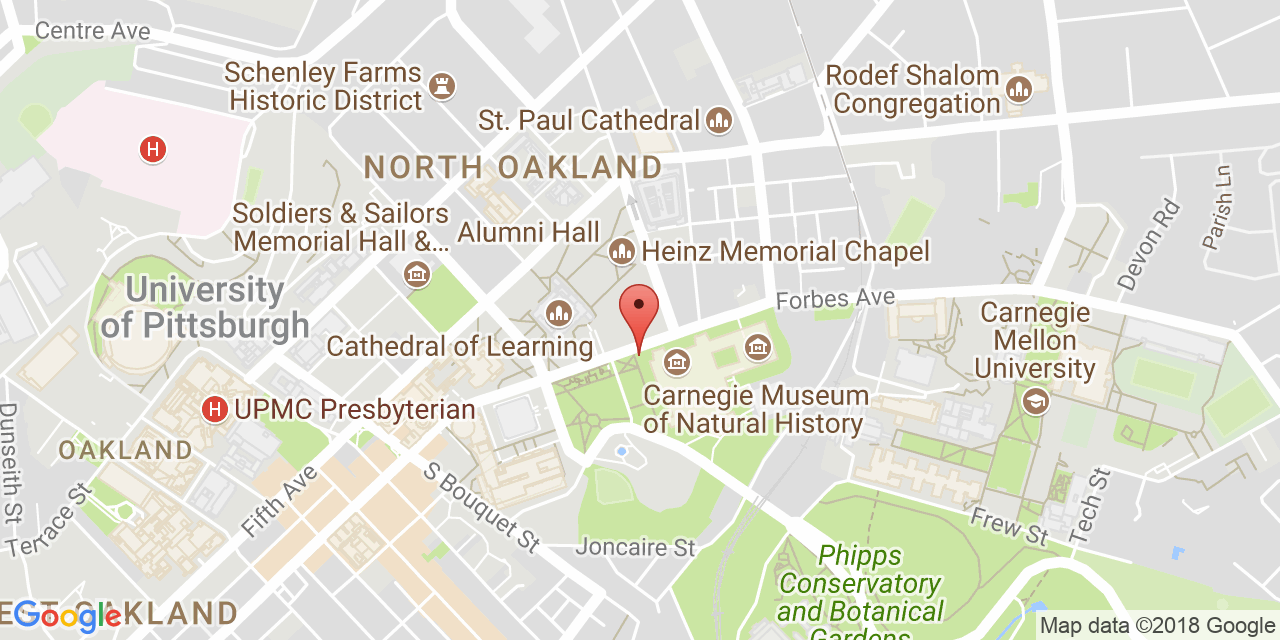 Centre Ave
Schenley Farms
Historic District
St. Paul Cathedral
Rodef Shalom
Congregation
H
NORTH OAKLAND
Parish Ln
Devon Rd
Soldiers & Sailors
Memorial Hall &...
Alumni Hall
Heinz Memorial Chapel
University
of Pittsburgh
Forbes Ave
Cathedral of Learning
Carnegie
Mellon
University
Carnegie Museum
of Natural History
H
UPMC Presbyterian
OAKLAND
Dunseith St
Terrace St
Fifth Ave
S Bouquet St
Joncaire St
Frew St
Tech St
Phipps
Conservatory
and Botanical
Gardens
OAKLAND
Google
Map data ©2018 Google